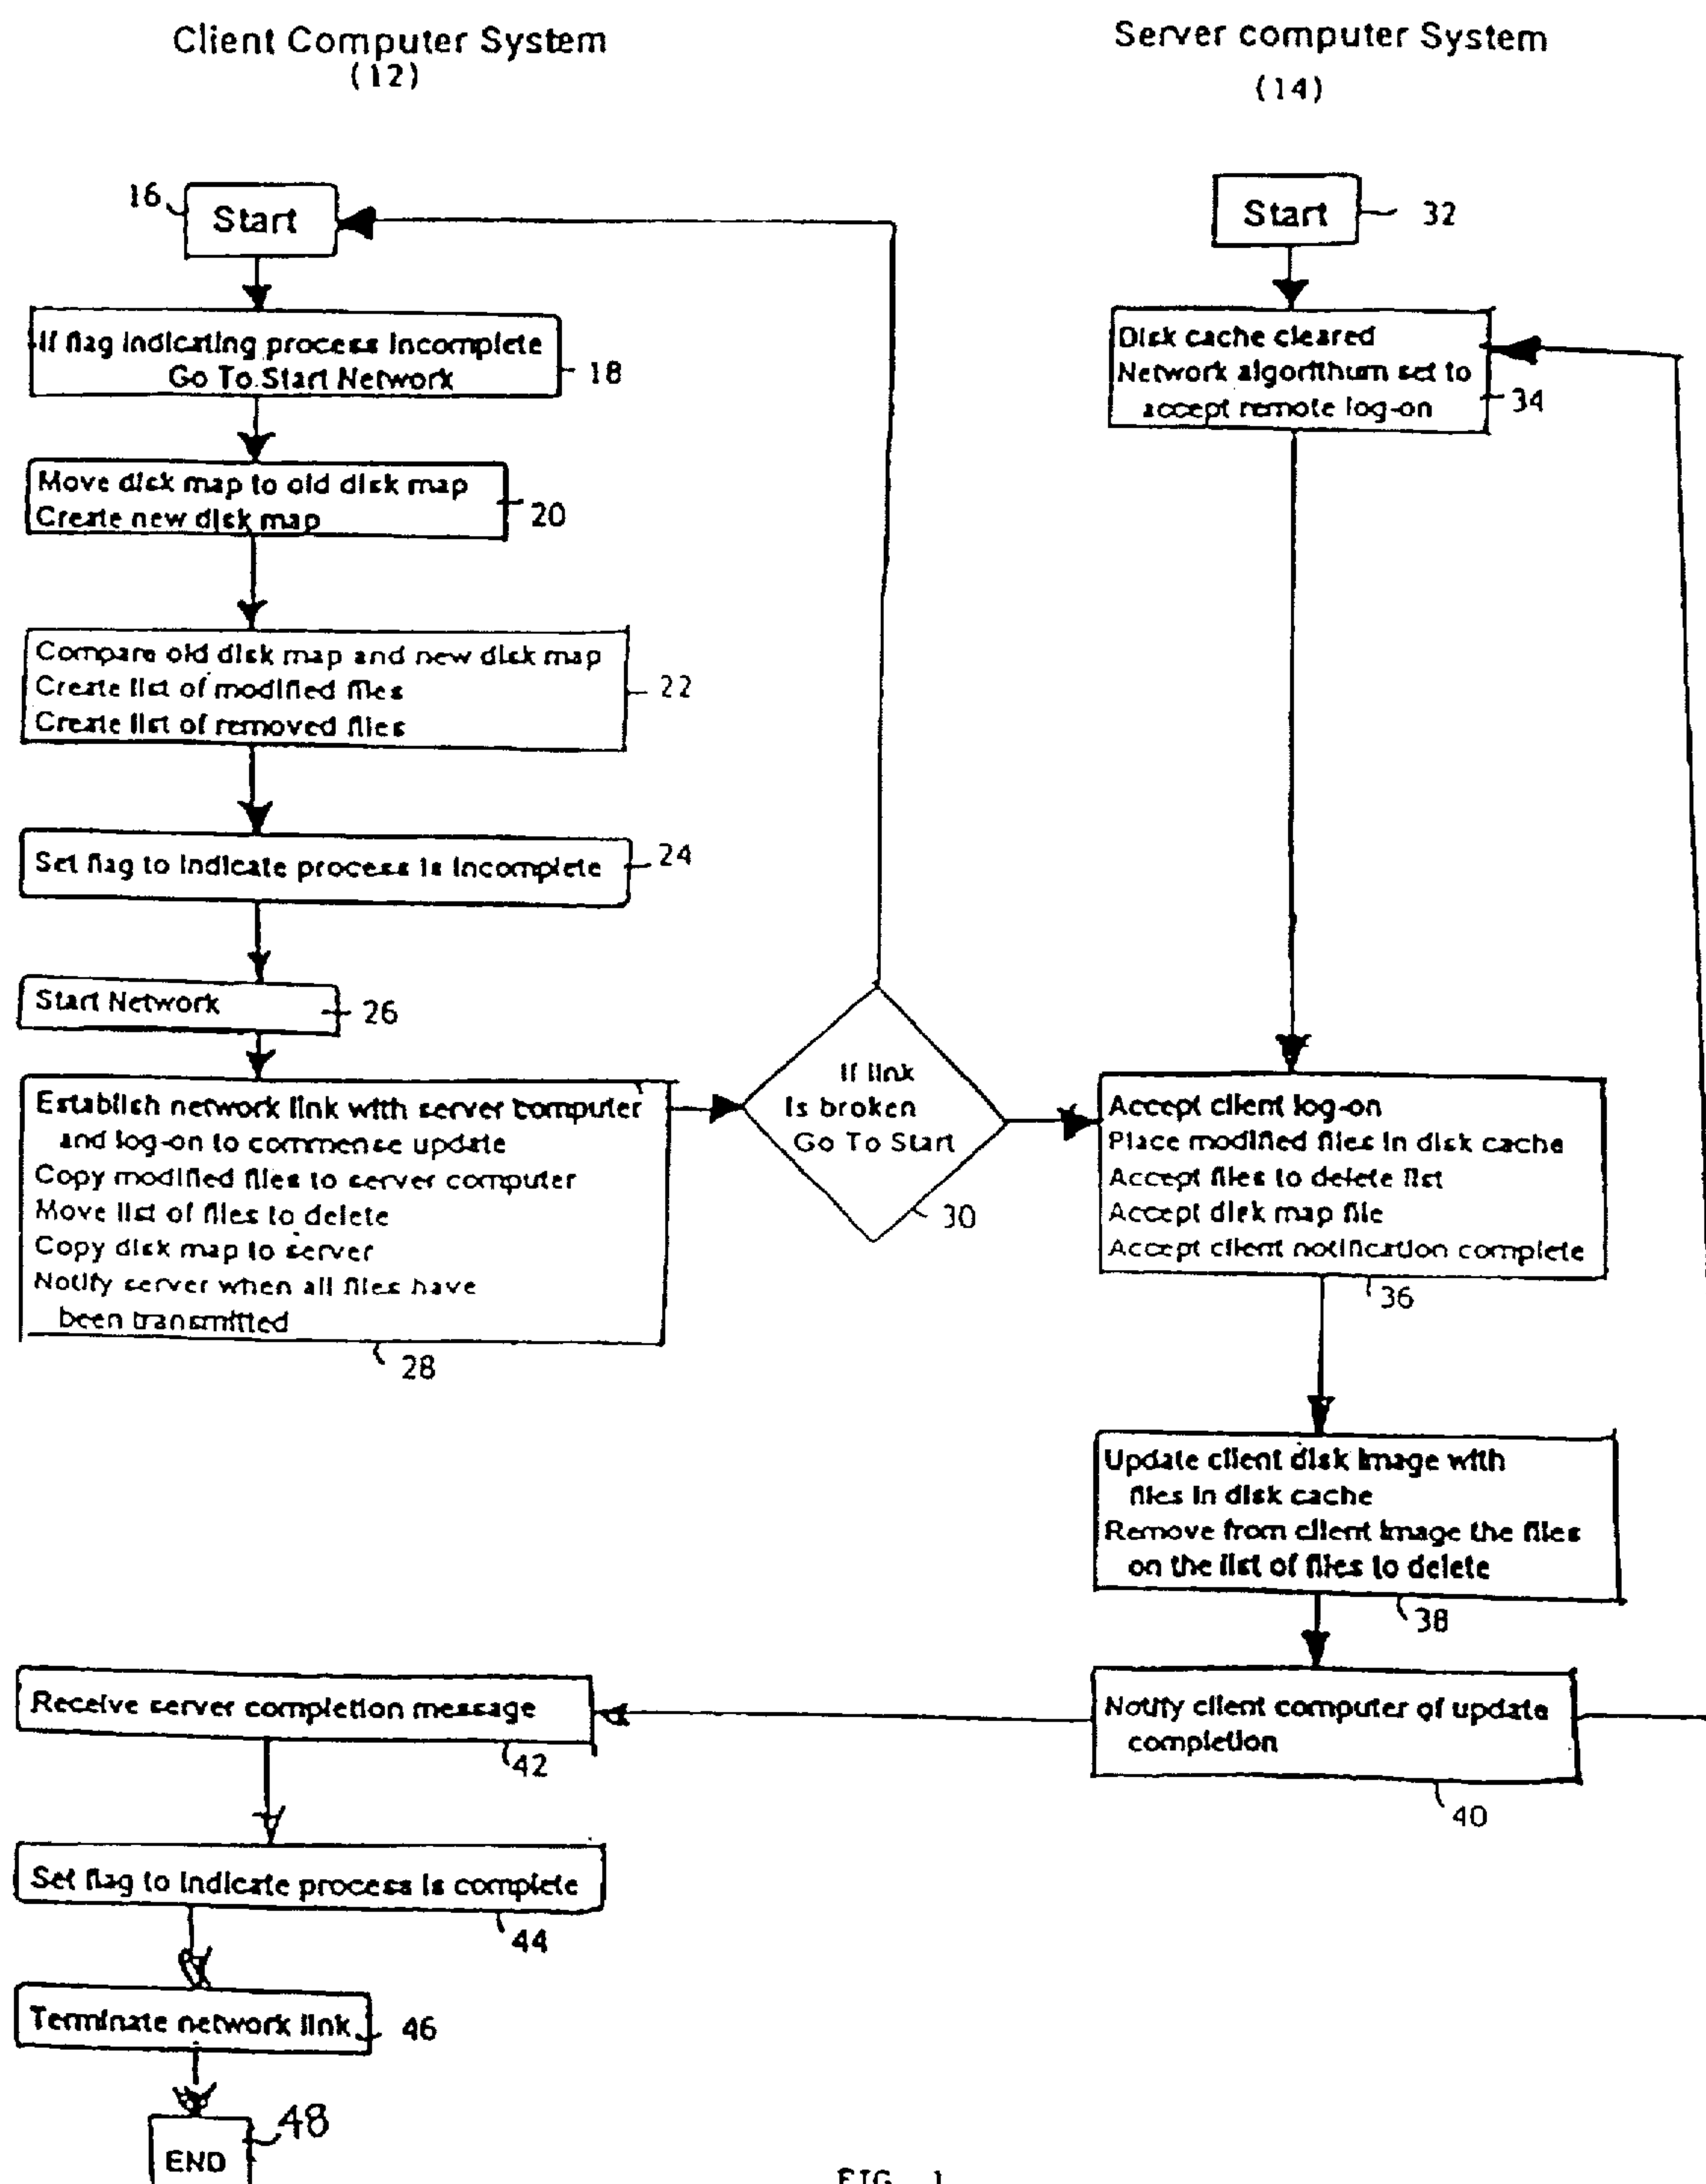 Client Computer System
(12)
Server computer System
(14)
16
Start
If flag indicating process incomplete
Go To Start Network
18
Move disk map to old disk map
Create new disk map
20
Compare old disk map and new disk map
Create list of modified files
Create list of removed files
22
Set flag to indicate process is incomplete
24
Start Network
26
Establish network link with server computer
and log-on to commense update
Copy modified files to server computer
Move list of files to delete
Copy disk map to server
Notify server when all files have
been transmitted
28
If link
is broken
Go To Start
30
Start
32
Disk cache cleared
Network algorithum set to
accept remote log-on
34
Accept client log-on
Place modified files in disk cache
Accept files to delete list
Accept disk map file
Accept client notification complete
36
Update client disk image with
files in disk cache
Remove from client image the files
on the list of files to delete
38
Notify client computer of update
completion
40
Receive server completion message
42
Set flag to indicate process is complete
44
Terminate network link
46
END
48
FIG. 1